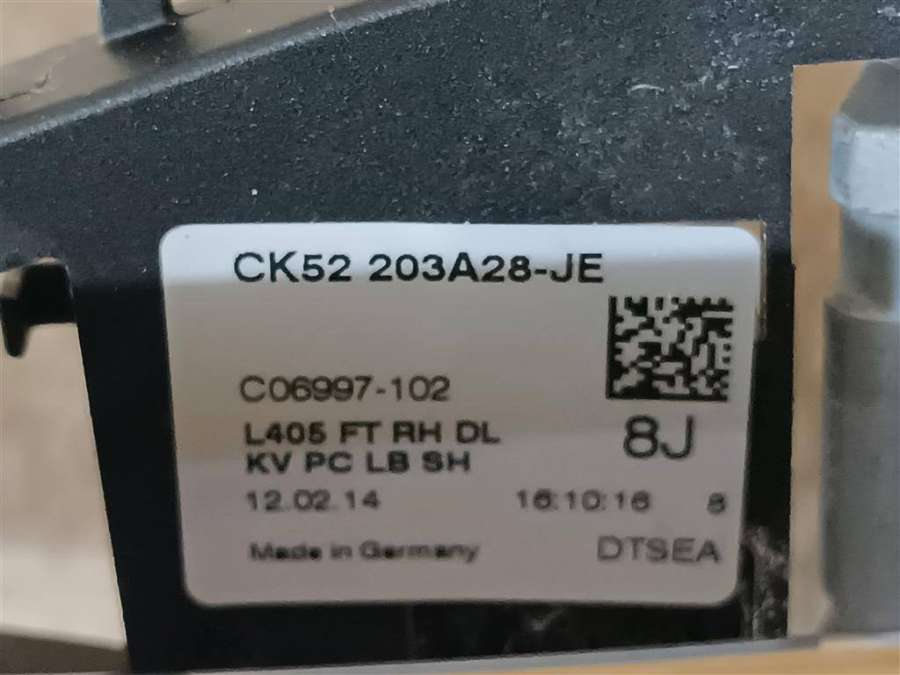 CK52 203A28-JE
C06997-102
8J
L405 FT RH DL
KV PC LB SH
12.02.14 16:10:16 8
Made in Germany DTSEA